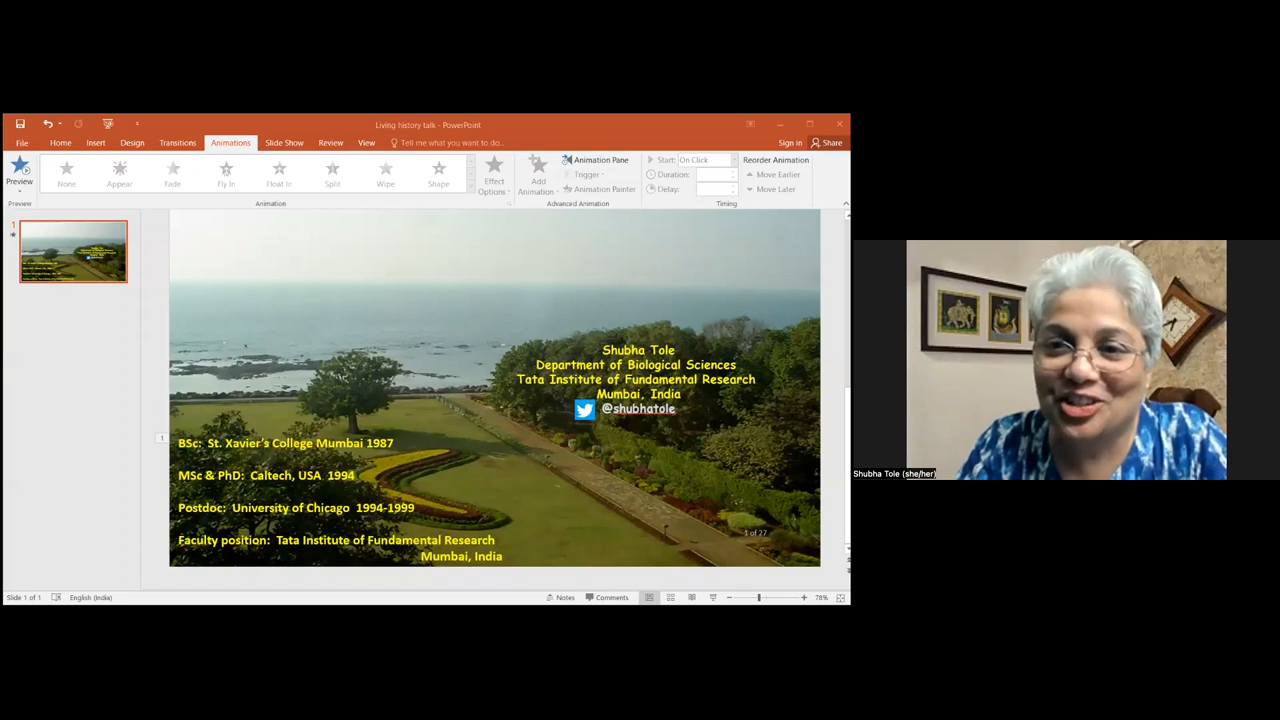 Living history talk - PowerPoint
File Home Insert Design Transitions Animations Slide Show Review View Tell me what you want to do... Sign in Share
Preview
None Appear Fade Fly In Float In Split Wipe Shape
Effect Options
Add Animation
Animation Pane
Trigger
Animation Painter
Start: On Click
Duration:
Delay:
Reorder Animation
Move Earlier
Move Later
Preview Animation Advanced Animation Timing
1
1
Shubha Tole
Department of Biological Sciences
Tata Institute of Fundamental Research
Mumbai, India
@shubhatole
BSc: St. Xavier's College Mumbai 1987
MSc & PhD: Caltech, USA 1994
Postdoc: University of Chicago 1994-1999
Faculty position: Tata Institute of Fundamental Research
Mumbai, India
1 of 27
Shubha Tole (she/her)
Slide 1 of 1 English (India) Notes Comments 78%